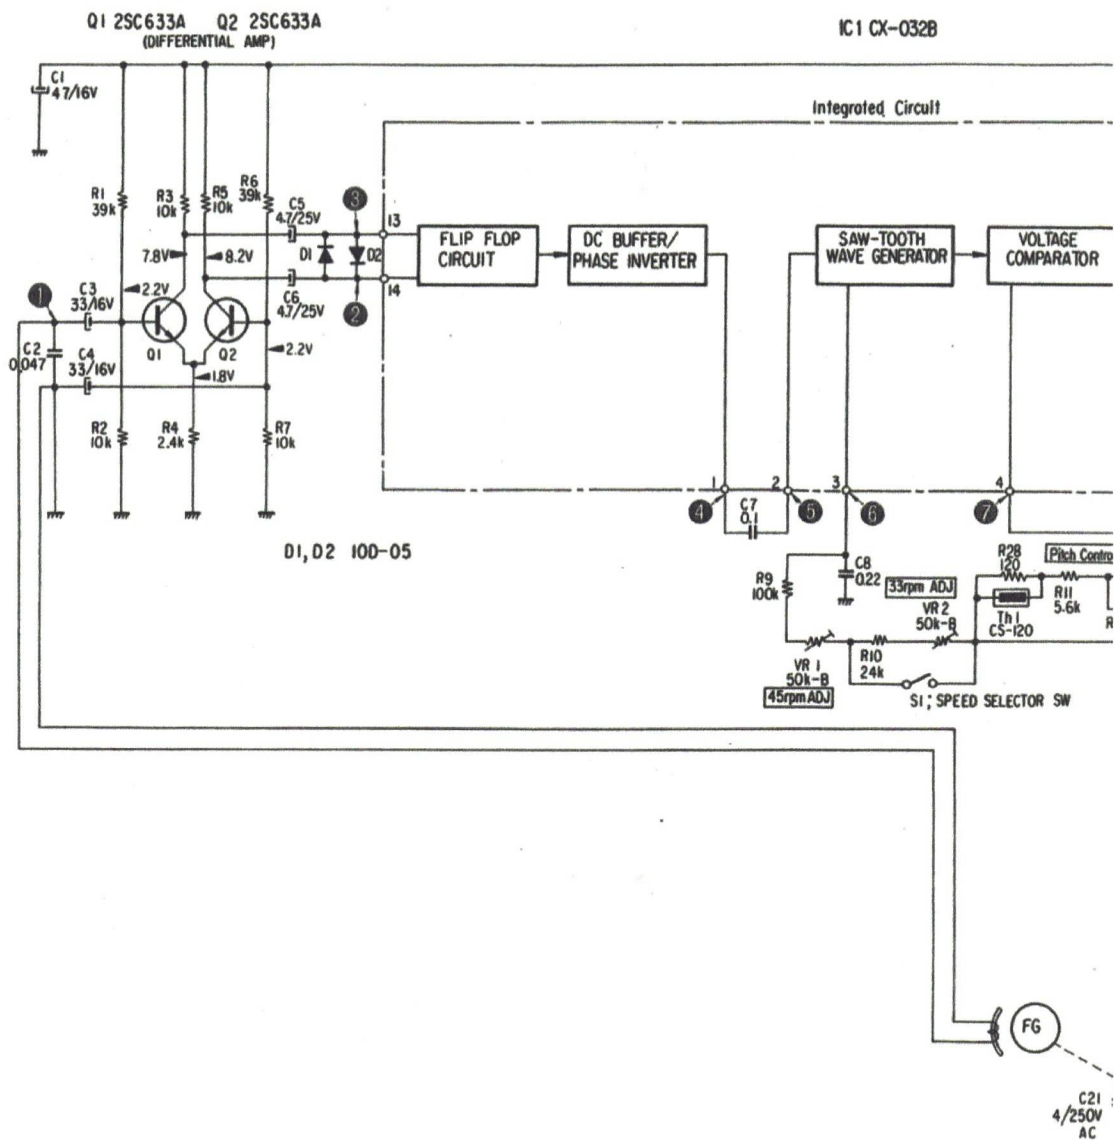 Q1 2SC633A Q2 2SC633A
(DIFFERENTIAL AMP)
IC1 CX-032B
Integrated Circuit
C1
47/16V
R1
39k
R3
10k
R5
10k
R6
39k
C5
4.7/25V
3
13
D1
D2
FLIP FLOP
CIRCUIT
DC BUFFER/
PHASE INVERTER
SAW-TOOTH
WAVE GENERATOR
VOLTAGE
COMPARATOR
7.8V
8.2V
C6
4.7/25V
2
14
1
C3
33/16V
2.2V
Q1
Q2
2.2V
C2
0.047
C4
33/16V
1.8V
R2
10k
R4
2.4k
R7
10k
1
2
3
4
4
C7
0.1
5
6
7
D1, D2 10D-05
R9
100k
C8
0.22
33rpm ADJ
VR2
50k-B
R28
120
Th1
CS-120
R11
5.6k
Pitch Contro
R
VR1
50k-B
45rpm ADJ
R10
24k
S1; SPEED SELECTOR SW
FG
C21
4/250V
AC